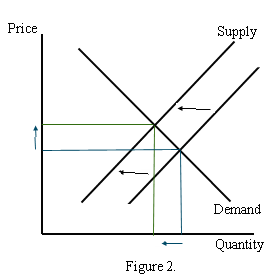 Price
Supply
Demand
Quantity
Figure 2.